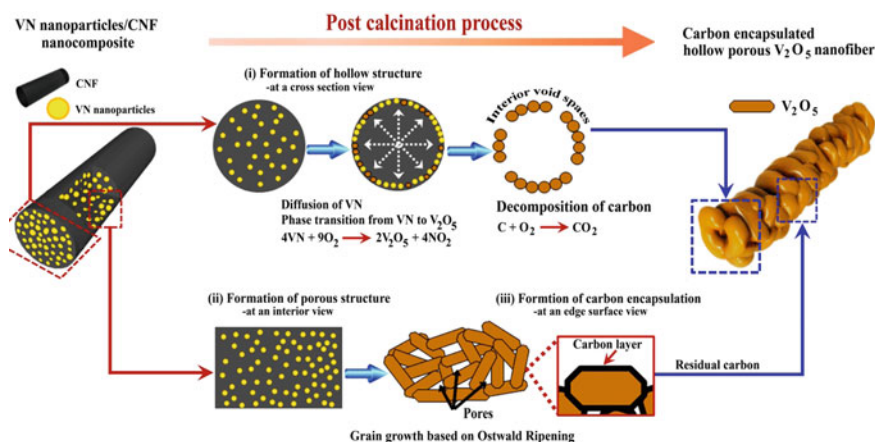 VN nanoparticles/CNF
nanocomposite
Post calcination process
Carbon encapsulated
hollow porous V₂O₅ nanofiber
CNF
VN nanoparticles
(i) Formation of hollow structure
-at a cross section view
Interior void spaes
V₂O₅
Diffusion of VN
Phase transition from VN to V₂O₅
4VN + 9O₂ → 2V₂O₅ + 4NO₂
Decomposition of carbon
C + O₂ → CO₂
(ii) Formation of porous structure
-at an interior view
(iii) Formtion of carbon encapsulation
-at an edge surface view
Carbon layer
Residual carbon
Pores
Grain growth based on Ostwald Ripening